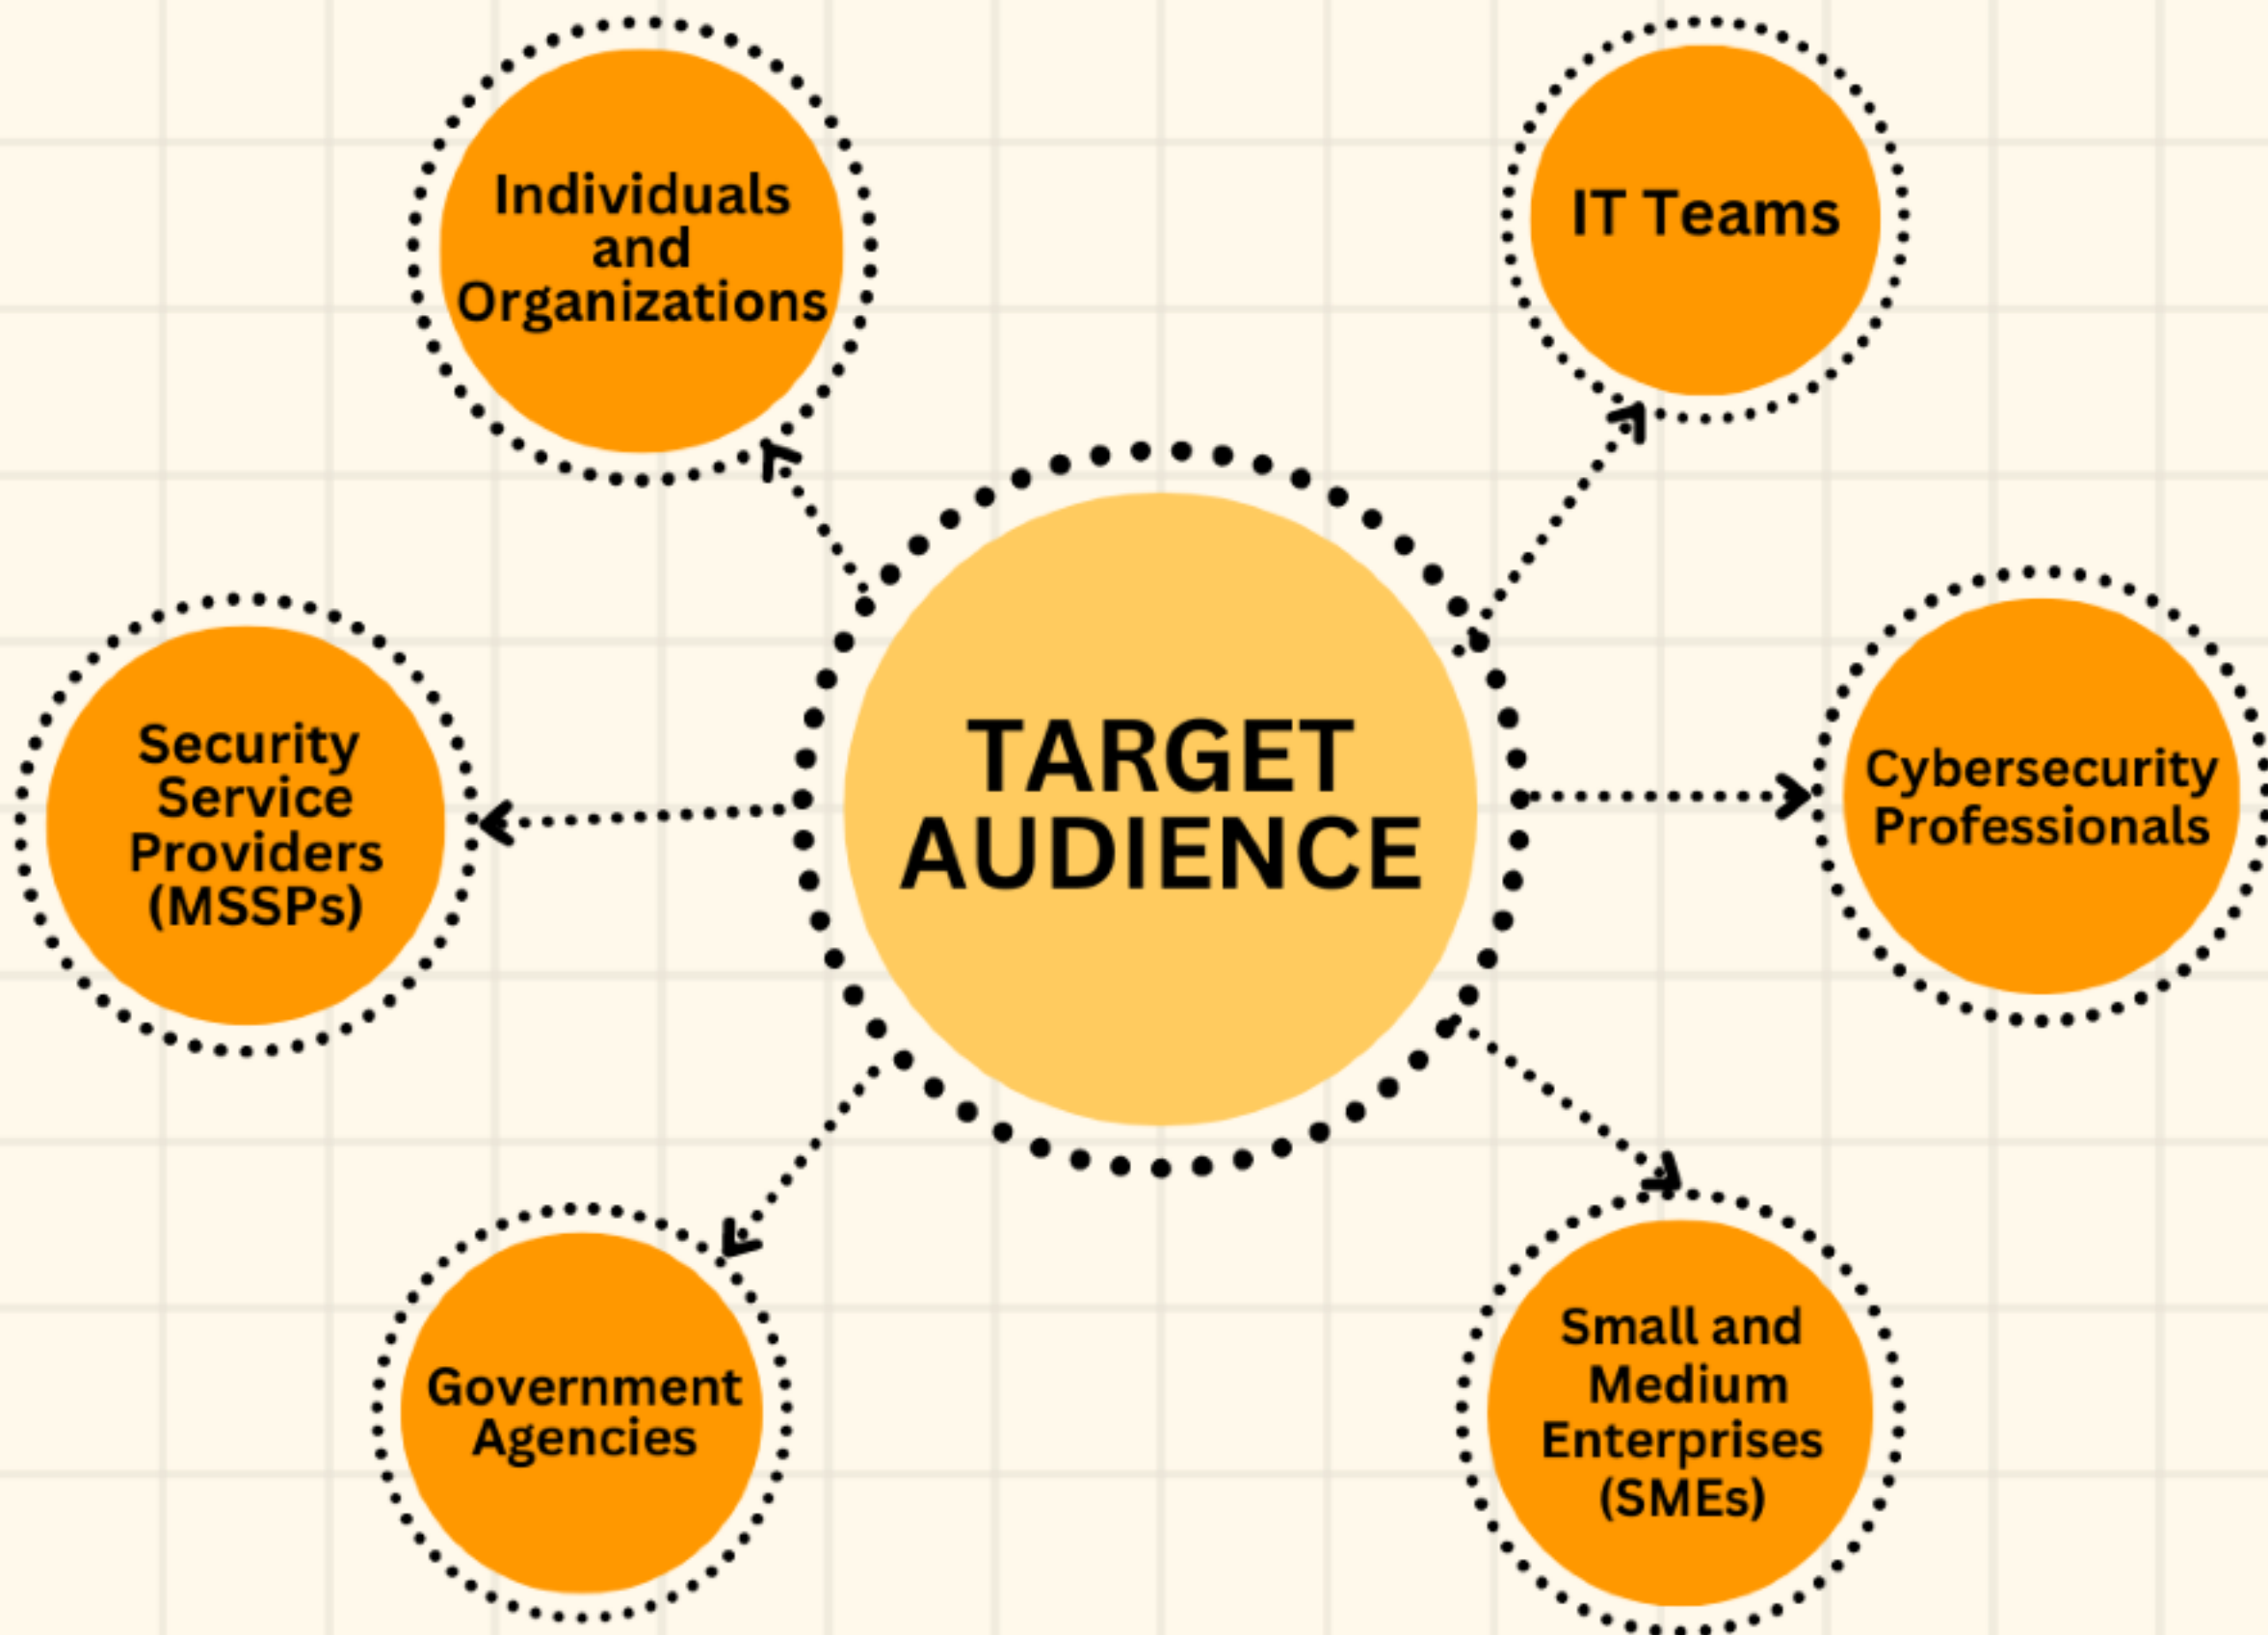 Individuals
and
Organizations
IT Teams
TARGET
AUDIENCE
Security
Service
Providers
(MSSPs)
Cybersecurity
Professionals
Government
Agencies
Small and
Medium
Enterprises
(SMEs)